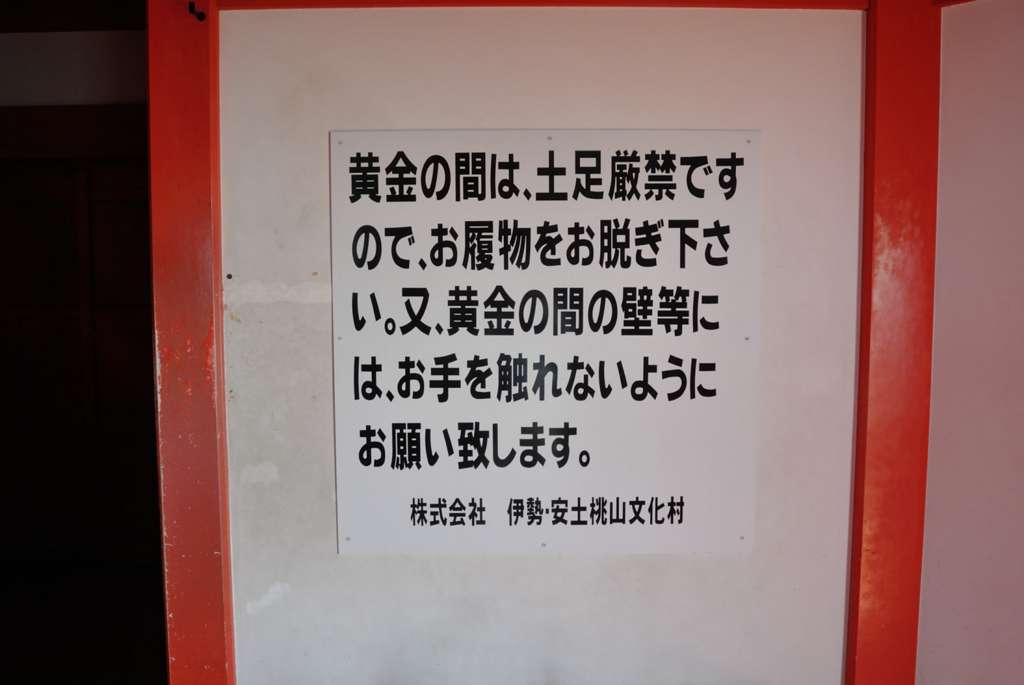 黄金の間は、土足厳禁です
ので、お履物をお脱ぎ下さ
い。又、黄金の間の壁等に
は、お手を触れないように
お願い致します。
株式会社　伊勢・安土桃山文化村